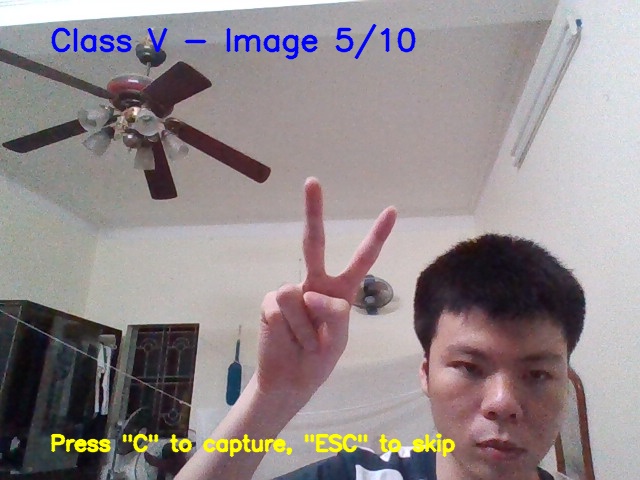 Class V - Image 5/10
Press "C" to capture, "ESC" to skip